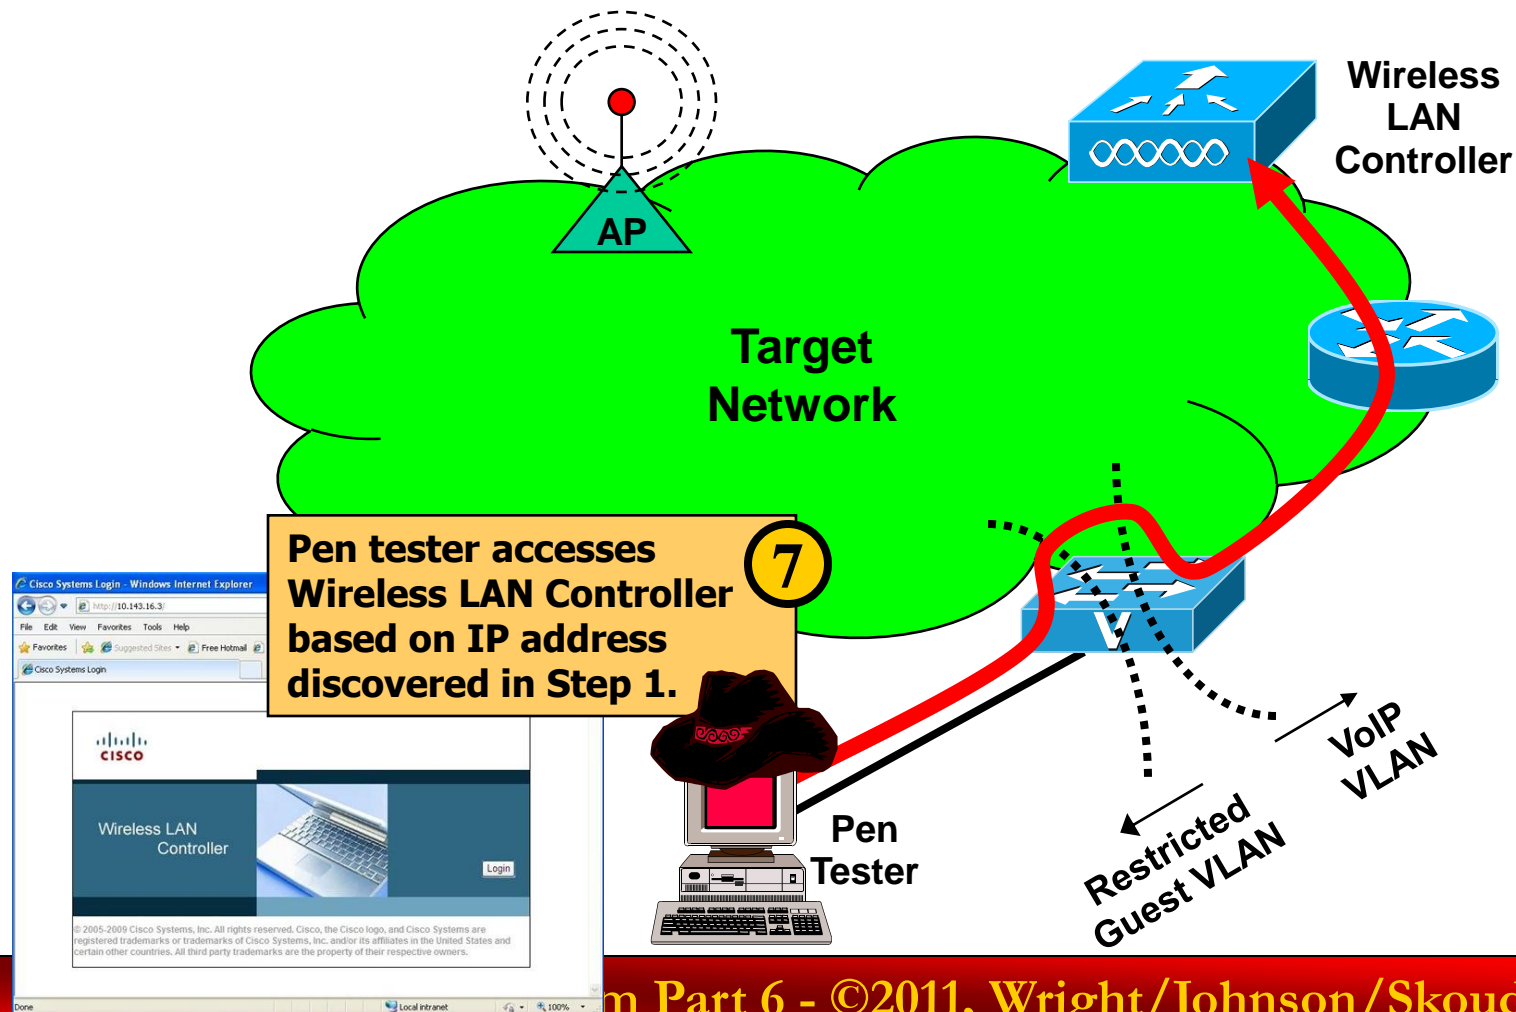 Wireless
LAN
Controller
AP
Target
Network
Pen tester accesses
Wireless LAN Controller
based on IP address
discovered in Step 1.
7
Cisco Systems Login - Windows Internet Explorer
http://10.143.16.3/
File Edit View Favorites Tools Help
Favorites Suggested Sites Free Hotmail
Cisco Systems Login
CISCO
Wireless LAN
Controller
Login
© 2005-2009 Cisco Systems, Inc. All rights reserved. Cisco, the Cisco logo, and Cisco Systems are
registered trademarks or trademarks of Cisco Systems, Inc. and/or its affiliates in the United States and
certain other countries. All third party trademarks are the property of their respective owners.
Done Local intranet 100%
V
VoIP
VLAN
Restricted
Guest VLAN
Pen
Tester
m Part 6 - ©2011, Wright/Johnson/Skoud